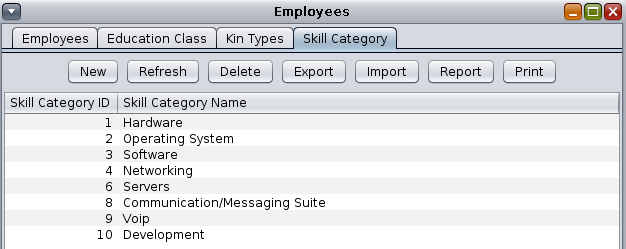 Employees
Employees Education Class Kin Types Skill Category
New Refresh Delete Export Import Report Print
Skill Category ID Skill Category Name
1 Hardware
2 Operating System
3 Software
4 Networking
6 Servers
8 Communication/Messaging Suite
9 Voip
10 Development